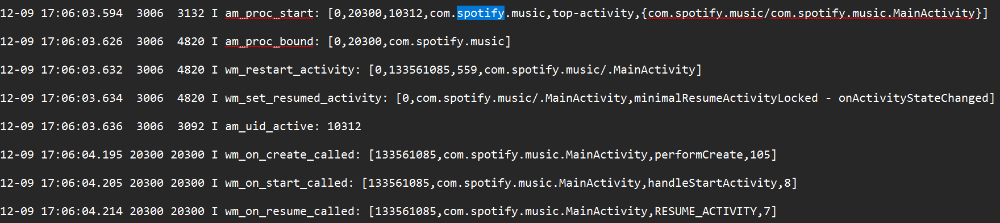 12-09 17:06:03.594  3006  3132 I am_proc_start: [0,20300,10312,com.spotify.music,top-activity,{com.spotify.music/com.spotify.music.MainActivity}]
12-09 17:06:03.626  3006  4820 I am_proc_bound: [0,20300,com.spotify.music]
12-09 17:06:03.632  3006  4820 I wm_restart_activity: [0,133561085,559,com.spotify.music/.MainActivity]
12-09 17:06:03.634  3006  4820 I wm_set_resumed_activity: [0,com.spotify.music/.MainActivity,minimalResumeActivityLocked - onActivityStateChanged]
12-09 17:06:03.636  3006  3092 I am_uid_active: 10312
12-09 17:06:04.195 20300 20300 I wm_on_create_called: [133561085,com.spotify.music.MainActivity,performCreate,105]
12-09 17:06:04.205 20300 20300 I wm_on_start_called: [133561085,com.spotify.music.MainActivity,handleStartActivity,8]
12-09 17:06:04.214 20300 20300 I wm_on_resume_called: [133561085,com.spotify.music.MainActivity,RESUME_ACTIVITY,7]